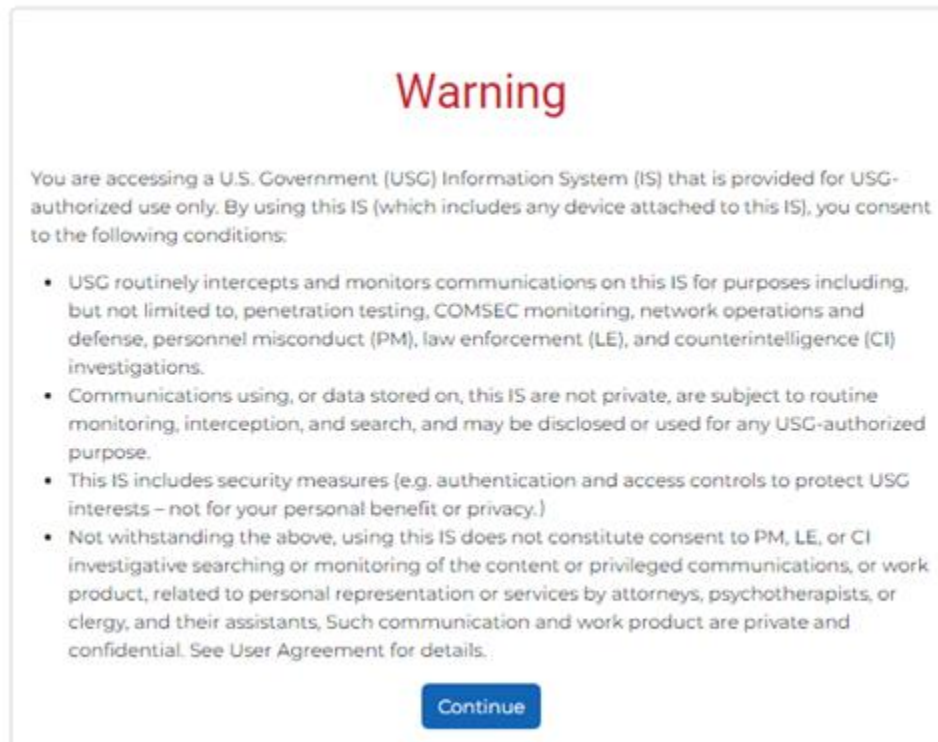 Warning
You are accessing a U.S. Government (USG) Information System (IS) that is provided for USG-
authorized use only. By using this IS (which includes any device attached to this IS), you consent
to the following conditions:
• USG routinely intercepts and monitors communications on this IS for purposes including,
but not limited to, penetration testing, COMSEC monitoring, network operations and
defense, personnel misconduct (PM), law enforcement (LE), and counterintelligence (CI)
investigations.
• Communications using, or data stored on, this IS are not private, are subject to routine
monitoring, interception, and search, and may be disclosed or used for any USG-authorized
purpose.
• This IS includes security measures (e.g. authentication and access controls to protect USG
interests – not for your personal benefit or privacy.)
• Not withstanding the above, using this IS does not constitute consent to PM, LE, or CI
investigative searching or monitoring of the content or privileged communications, or work
product, related to personal representation or services by attorneys, psychotherapists, or
clergy, and their assistants, Such communication and work product are private and
confidential. See User Agreement for details.
Continue